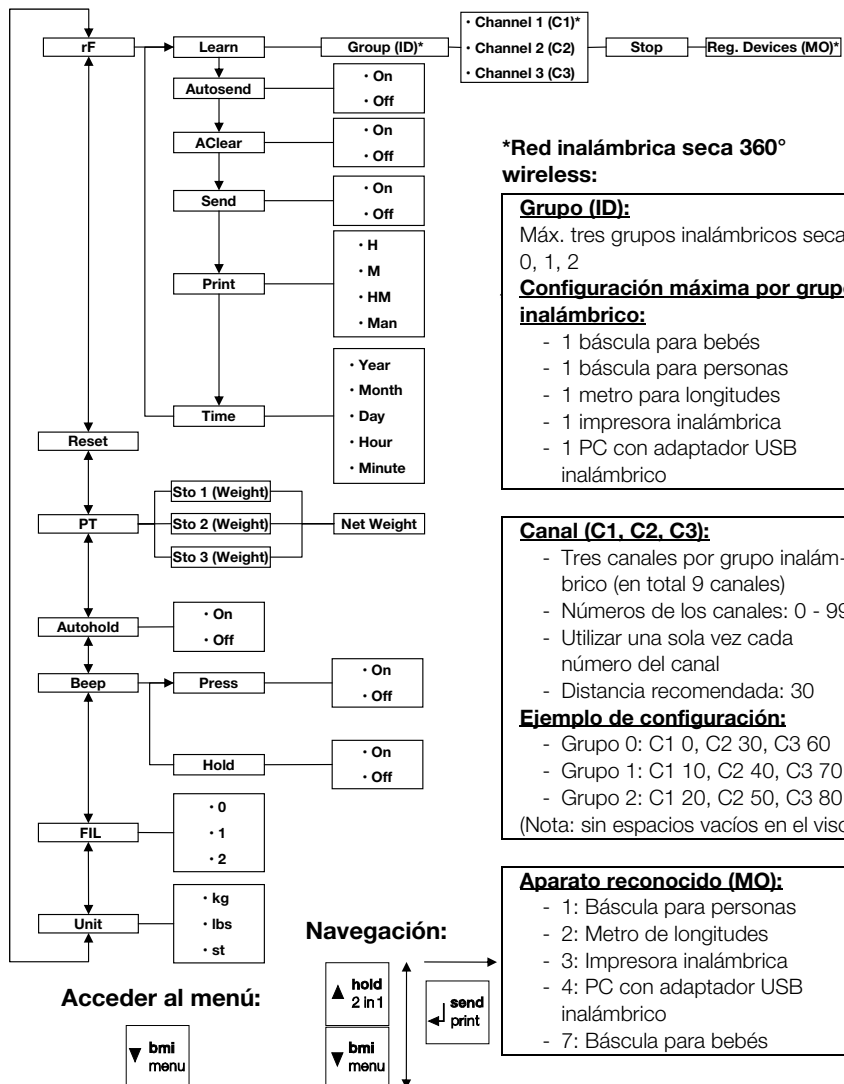 rF
Learn
Group (ID)*
· Channel 1 (C1)*
· Channel 2 (C2)
· Channel 3 (C3)
Stop
Reg. Devices (MO)*
Autosend
· On
· Off
AClear
· On
· Off
Send
· On
· Off
Print
· H
· M
· HM
· Man
Time
· Year
· Month
· Day
· Hour
· Minute
Reset
PT
Sto 1 (Weight)
Sto 2 (Weight)
Sto 3 (Weight)
Net Weight
Autohold
· On
· Off
Beep
Press
· On
· Off
Hold
· On
· Off
FIL
· 0
· 1
· 2
Unit
· kg
· lbs
· st
Acceder al menú:
▼ bmi
menu
Navegación:
▲ hold
2 in 1
▼ bmi
menu
send
print
*Red inalámbrica seca 360°
wireless:
Grupo (ID):
Máx. tres grupos inalámbricos seca
0, 1, 2
Configuración máxima por grupo
inalámbrico:
- 1 báscula para bebés
- 1 báscula para personas
- 1 metro para longitudes
- 1 impresora inalámbrica
- 1 PC con adaptador USB
inalámbrico
Canal (C1, C2, C3):
- Tres canales por grupo inalám-
brico (en total 9 canales)
- Números de los canales: 0 - 99
- Utilizar una sola vez cada
número del canal
- Distancia recomendada: 30
Ejemplo de configuración:
- Grupo 0: C1 0, C2 30, C3 60
- Grupo 1: C1 10, C2 40, C3 70
- Grupo 2: C1 20, C2 50, C3 80
(Nota: sin espacios vacíos en el viso
Aparato reconocido (MO):
- 1: Báscula para personas
- 2: Metro de longitudes
- 3: Impresora inalámbrica
- 4: PC con adaptador USB
inalámbrico
- 7: Báscula para bebés